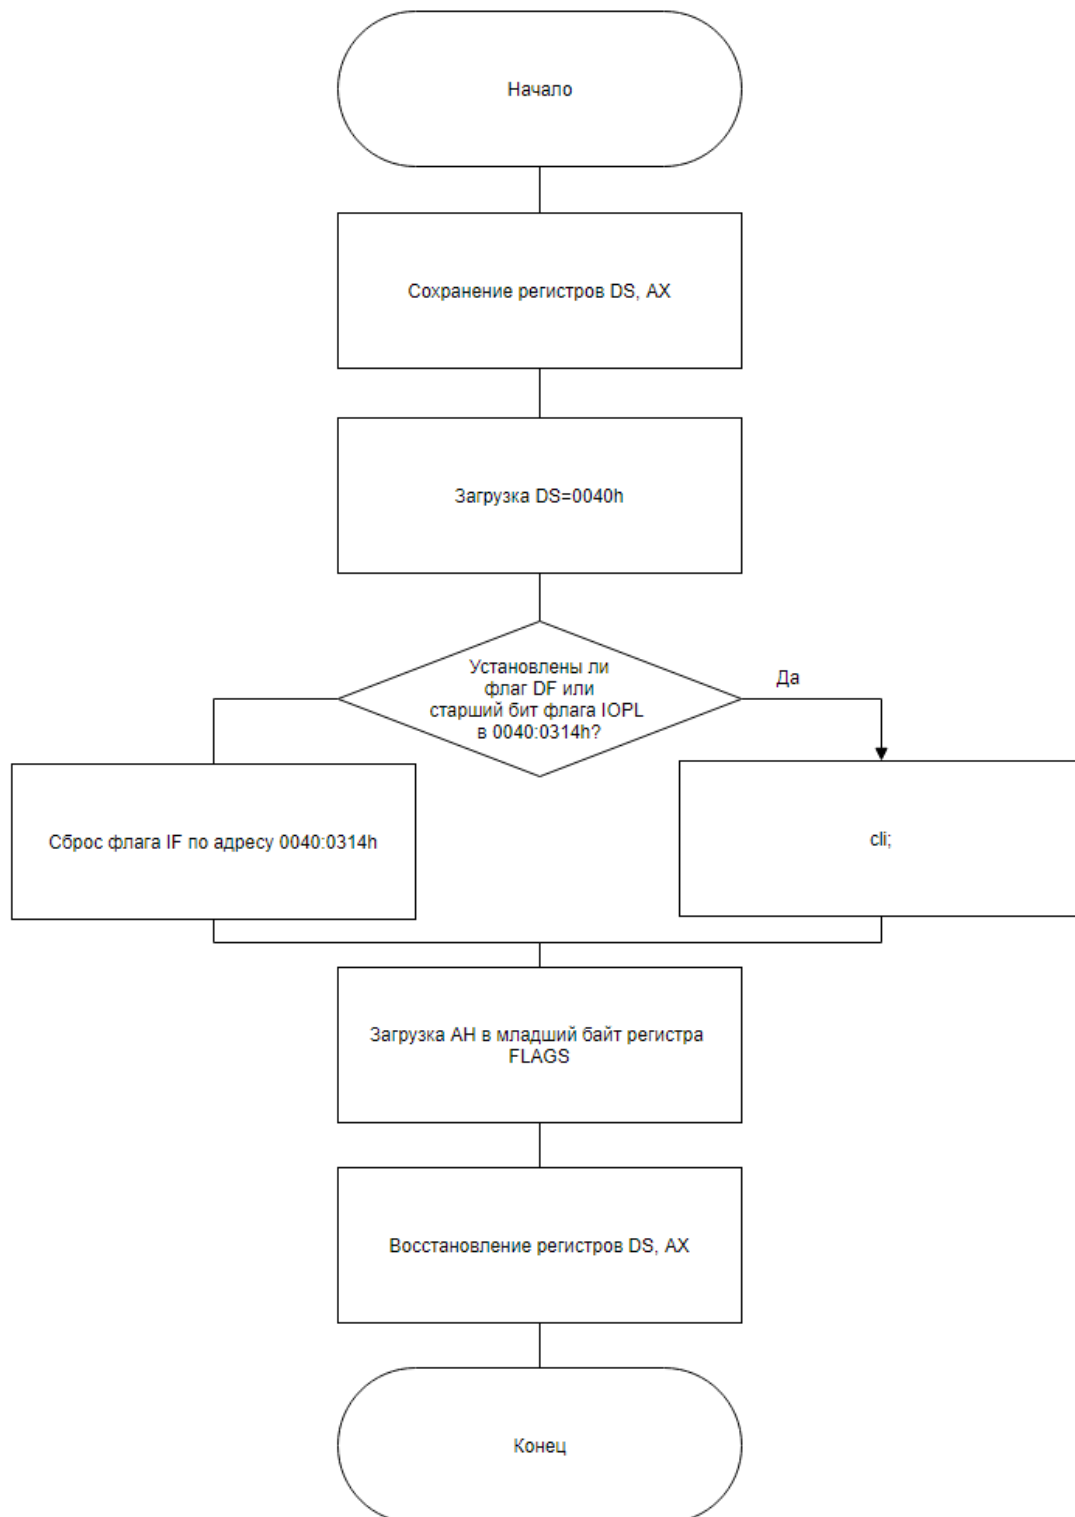 Начало
Сохранение регистров DS, AX
Загрузка DS=0040h
Установлены ли
флаг DF или
старший бит флага IOPL
в 0040:0314h?
Да
Сброс флага IF по адресу 0040:0314h
cli;
Загрузка AH в младший байт регистра
FLAGS
Восстановление регистров DS, AX
Конец